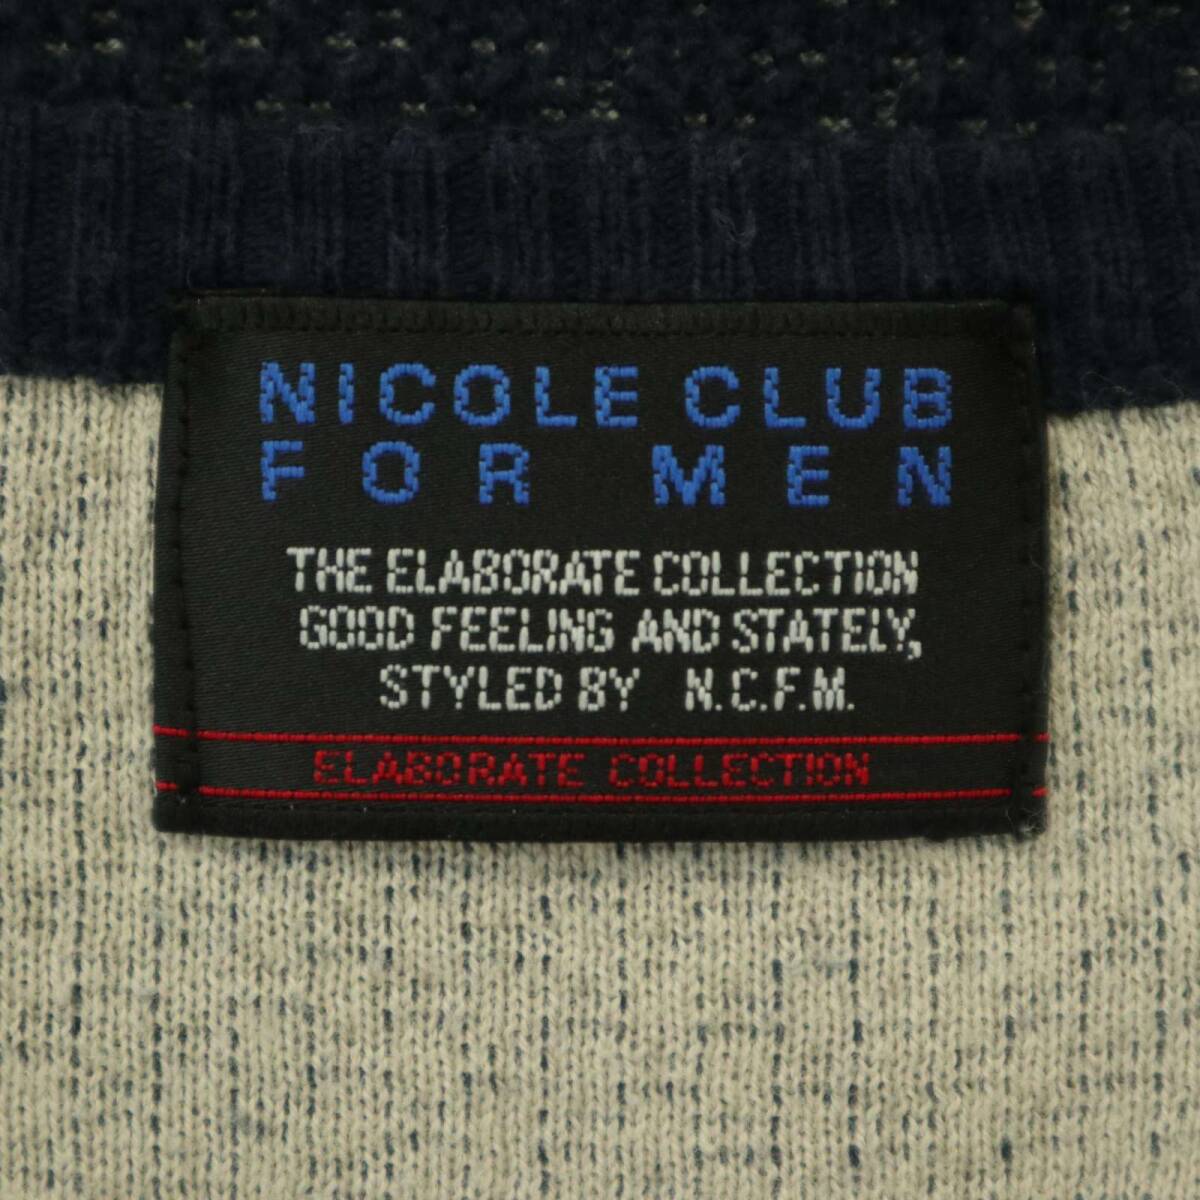 NICOLE CLUB
FOR MEN
THE ELABORATE COLLECTION
GOOD FEELING AND STATELY,
STYLED BY N.C.F.M.
ELABORATE COLLECTION